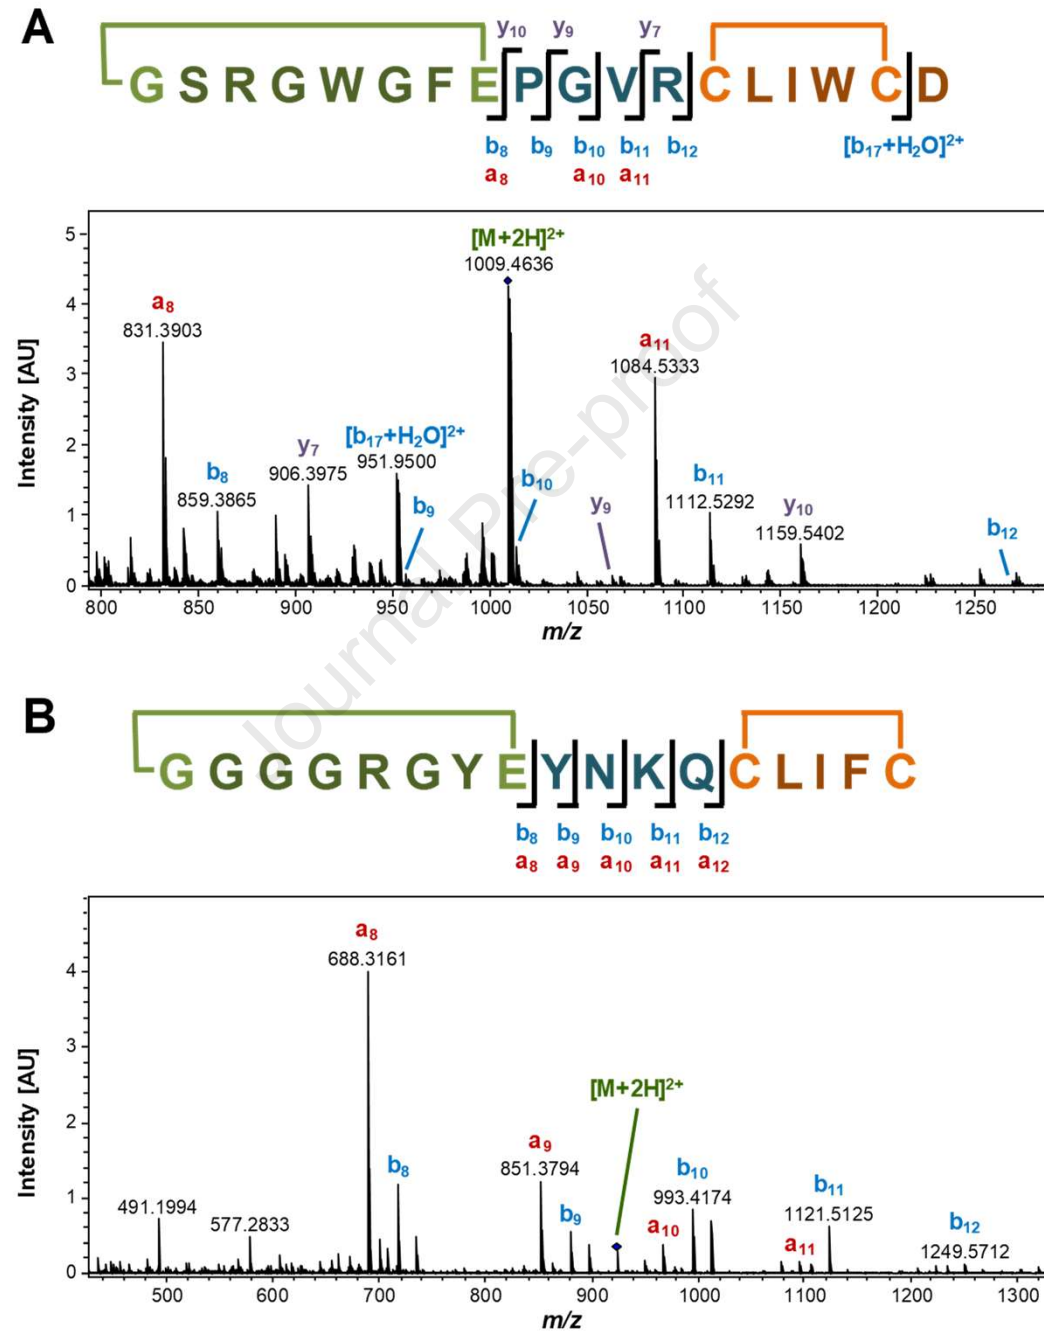 A
y₁₀ y₉ y₇
G S R G W G F E P G V R C L I W C D
b₈ b₉ b₁₀ b₁₁ b₁₂ [b₁₇+H₂O]²⁺
a₈ a₁₀ a₁₁
[M+2H]²⁺
1009.4636
a₈
831.3903
a₁₁
1084.5333
[b₁₇+H₂O]²⁺
951.9500
y₇
906.3975
b₈
859.3865
b₉
b₁₀
y₉
b₁₁
1112.5292
y₁₀
1159.5402
b₁₂
Intensity [AU]
5
4
3
2
1
0
800 850 900 950 1000 1050 1100 1150 1200 1250
m/z
Journal Pre-proof
B
G G G G R G Y E Y N K Q C L I F C
b₈ b₉ b₁₀ b₁₁ b₁₂
a₈ a₉ a₁₀ a₁₁ a₁₂
a₈
688.3161
[M+2H]²⁺
a₉
851.3794
b₈
b₉
b₁₀
993.4174
a₁₀
b₁₁
1121.5125
a₁₁
b₁₂
1249.5712
491.1994
577.2833
Intensity [AU]
4
3
2
1
0
500 600 700 800 900 1000 1100 1200 1300
m/z